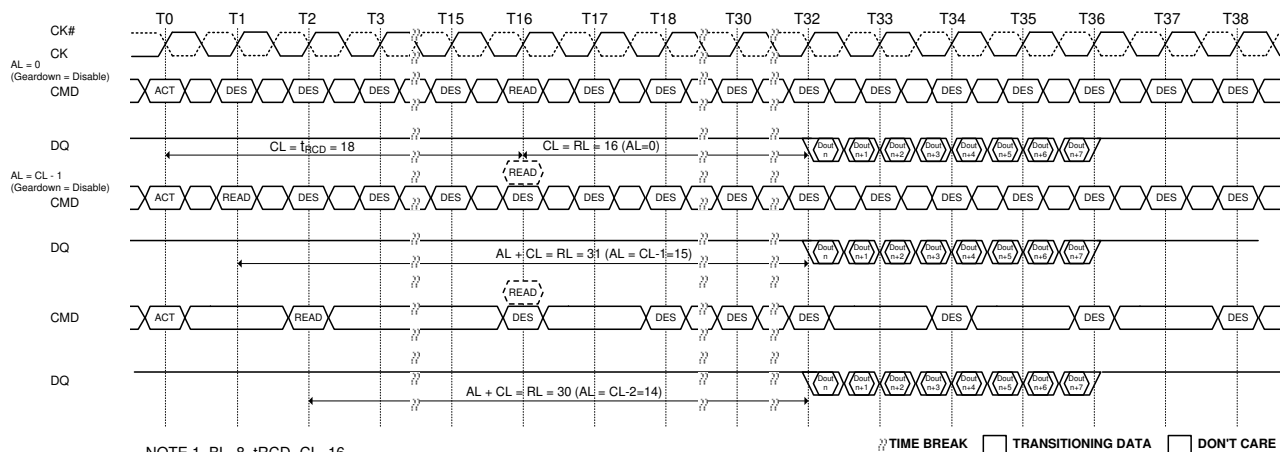 T0 T1 T2 T3 T15 T16 T17 T18 T30 T32 T33 T34 T35 T36 T37 T38
CK#
CK
AL = 0
(Geardown = Disable)
CMD ACT DES DES DES DES READ DES DES DES DES DES DES DES DES DES DES
DQ CL = tRCD = 18 CL = RL = 16 (AL=0) Dout n Dout n+1 Dout n+2 Dout n+3 Dout n+4 Dout n+5 Dout n+6 Dout n+7
READ
AL = CL - 1
(Geardown = Disable)
CMD ACT READ DES DES DES DES DES DES DES DES DES DES DES DES DES DES
DQ Dout n Dout n+1 Dout n+2 Dout n+3 Dout n+4 Dout n+5 Dout n+6 Dout n+7
AL + CL = RL = 31 (AL = CL-1=15)
READ
CMD ACT READ DES DES DES DES DES DES DES
DQ Dout n Dout n+1 Dout n+2 Dout n+3 Dout n+4 Dout n+5 Dout n+6 Dout n+7
AL + CL = RL = 30 (AL = CL-2=14)
TIME BREAK TRANSITIONING DATA DON'T CARE